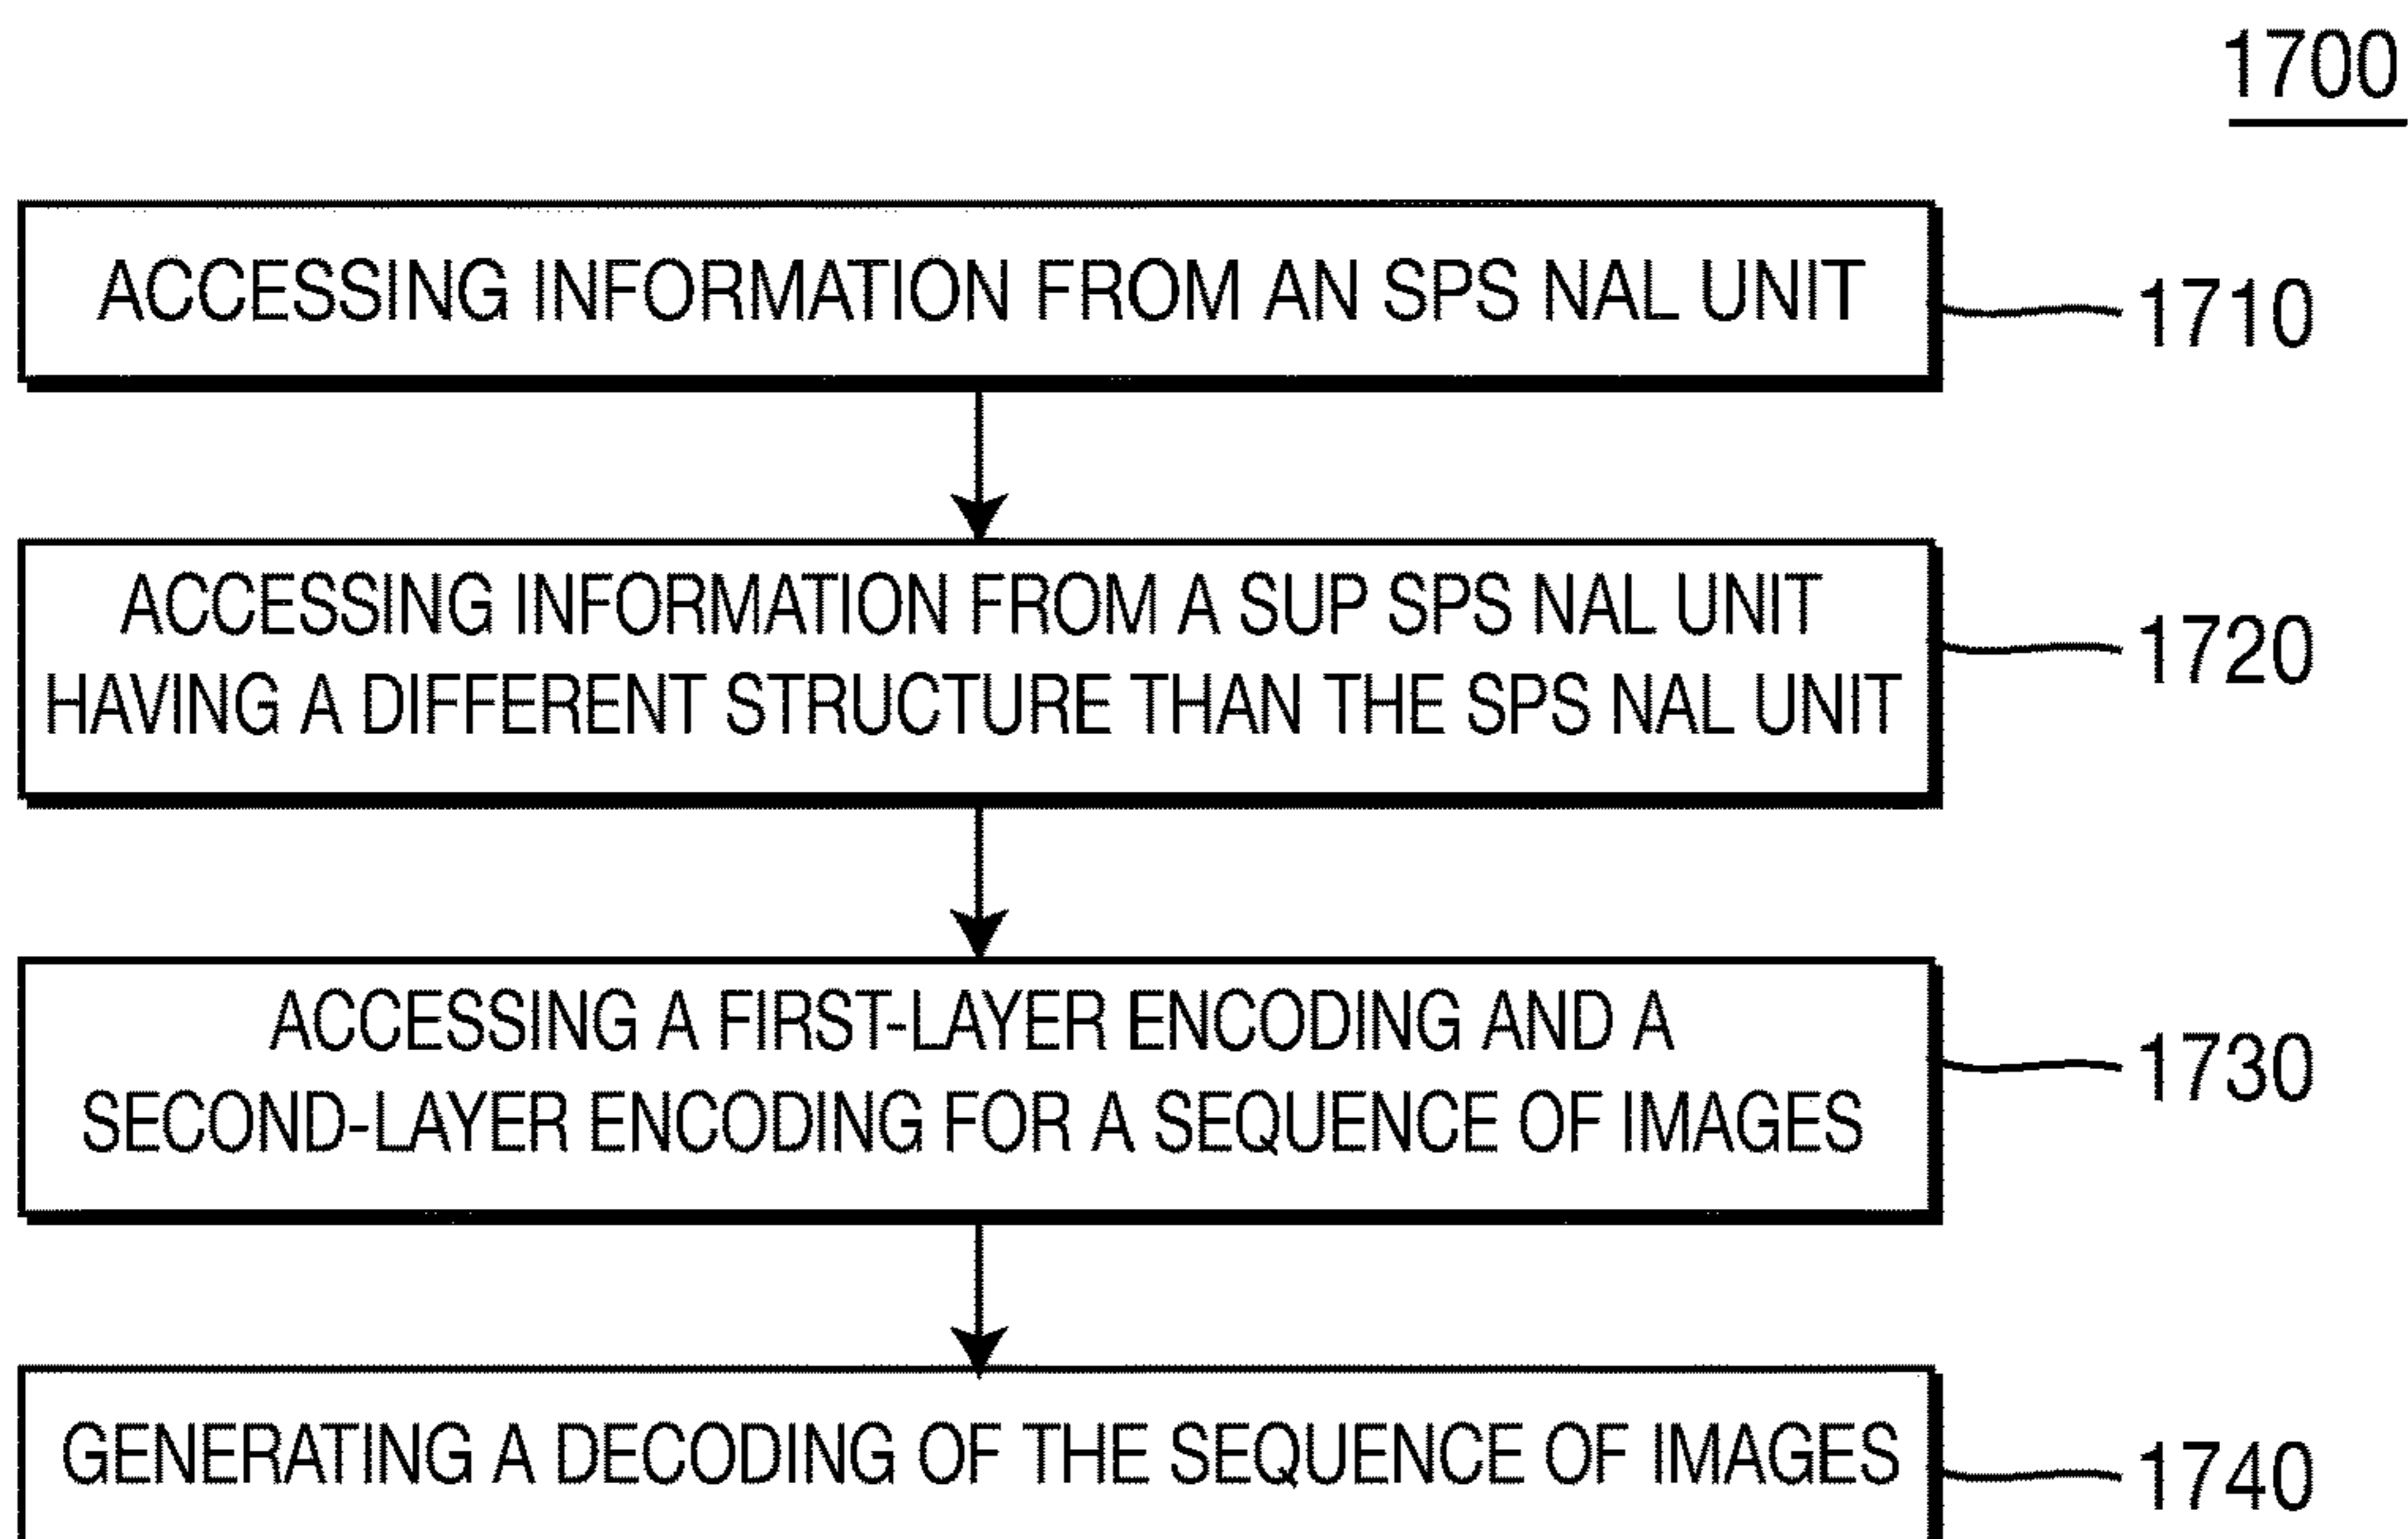 1700
ACCESSING INFORMATION FROM AN SPS NAL UNIT
1710
ACCESSING INFORMATION FROM A SUP SPS NAL UNIT
HAVING A DIFFERENT STRUCTURE THAN THE SPS NAL UNIT
1720
ACCESSING A FIRST-LAYER ENCODING AND A
SECOND-LAYER ENCODING FOR A SEQUENCE OF IMAGES
1730
GENERATING A DECODING OF THE SEQUENCE OF IMAGES
1740